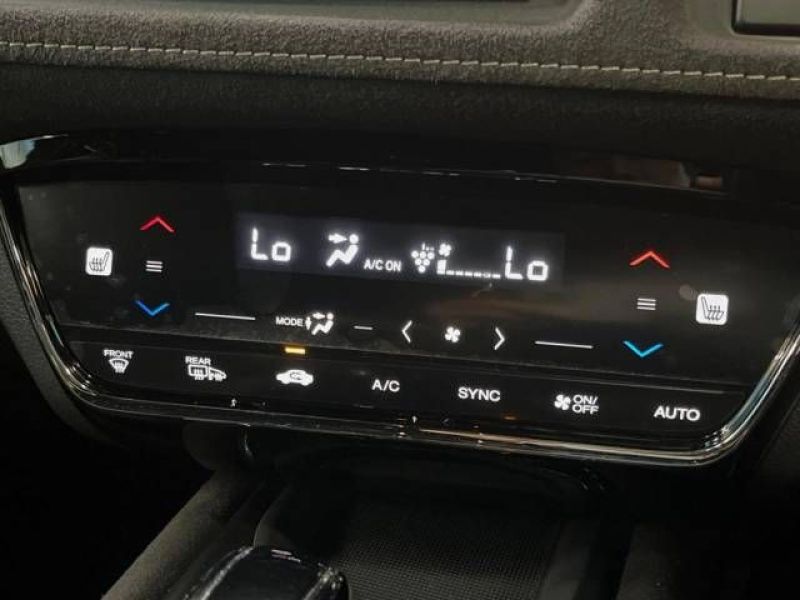 Lo A/C ON Lo
MODE
FRONT
REAR
A/C
SYNC
ON/
OFF
AUTO